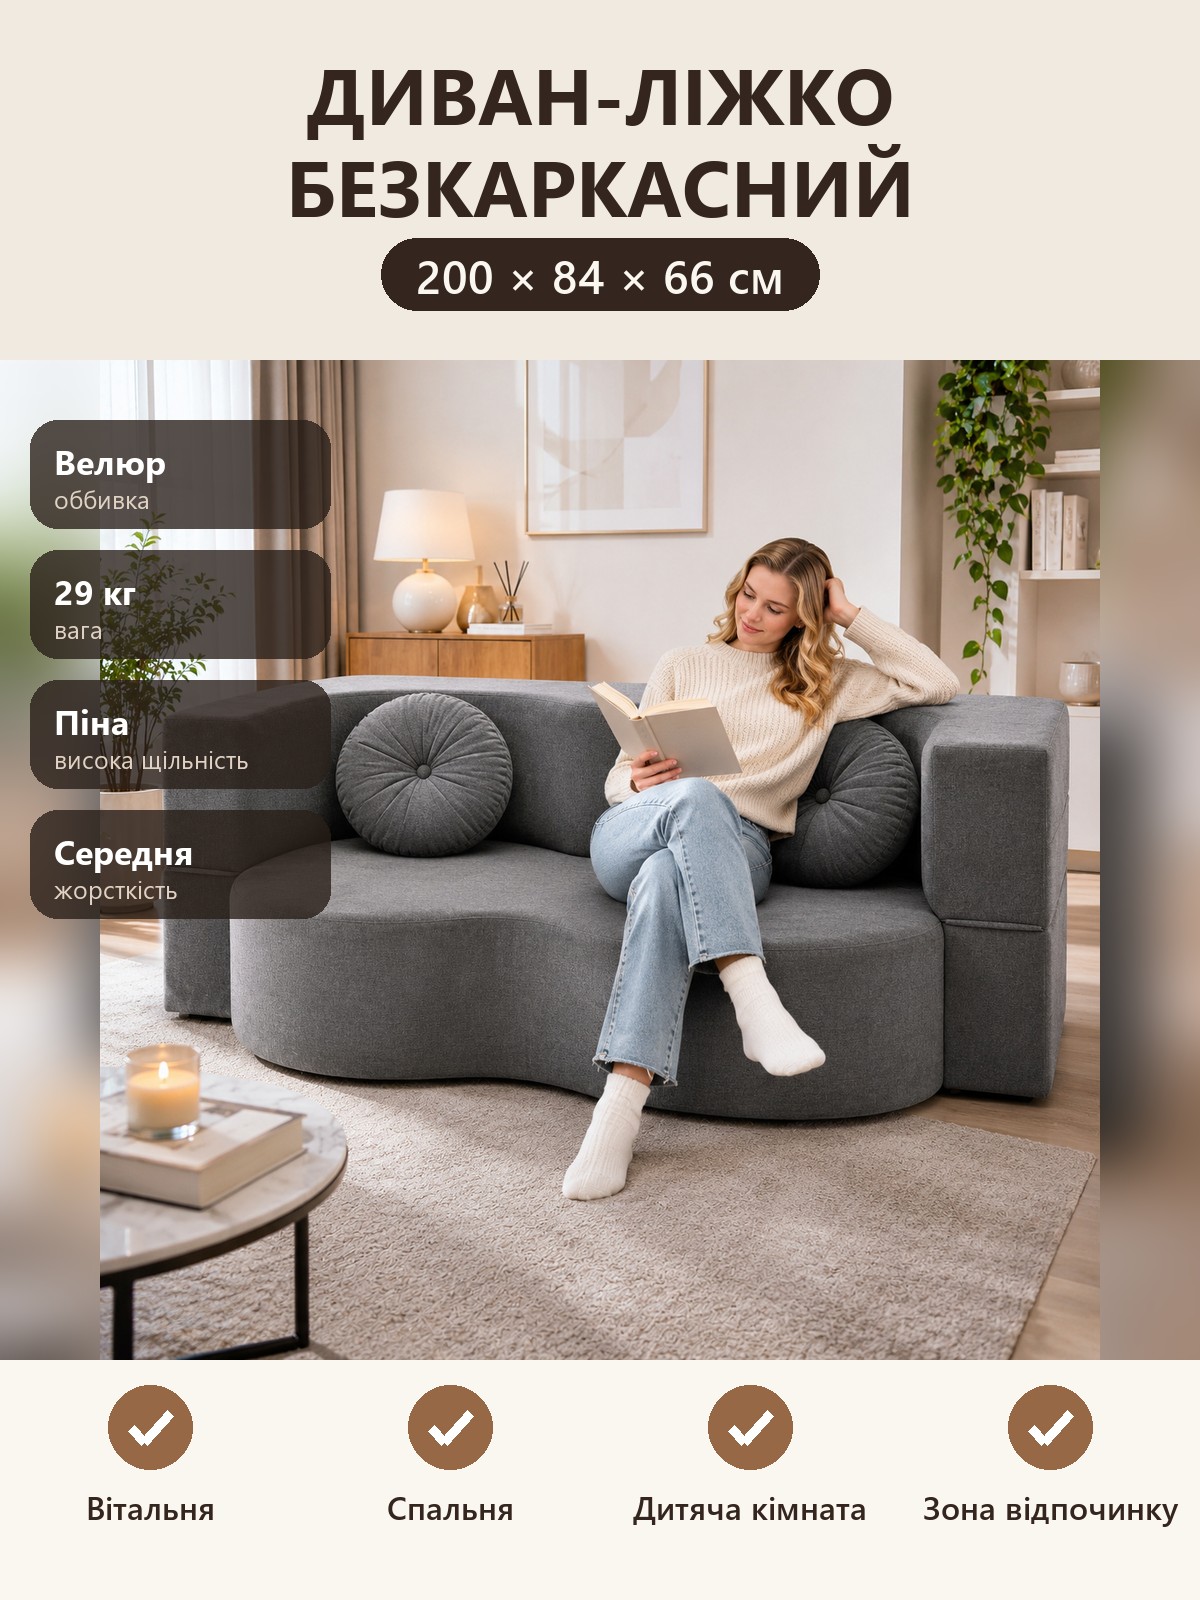 ДИВАН-ЛІЖКО
БЕЗКАРКАСНИЙ
200 × 84 × 66 см
Велюр
оббивка
29 кг
вага
Піна
висока щільність
Середня
жорсткість
Вітальня
Спальня
Дитяча кімната
Зона відпочинку